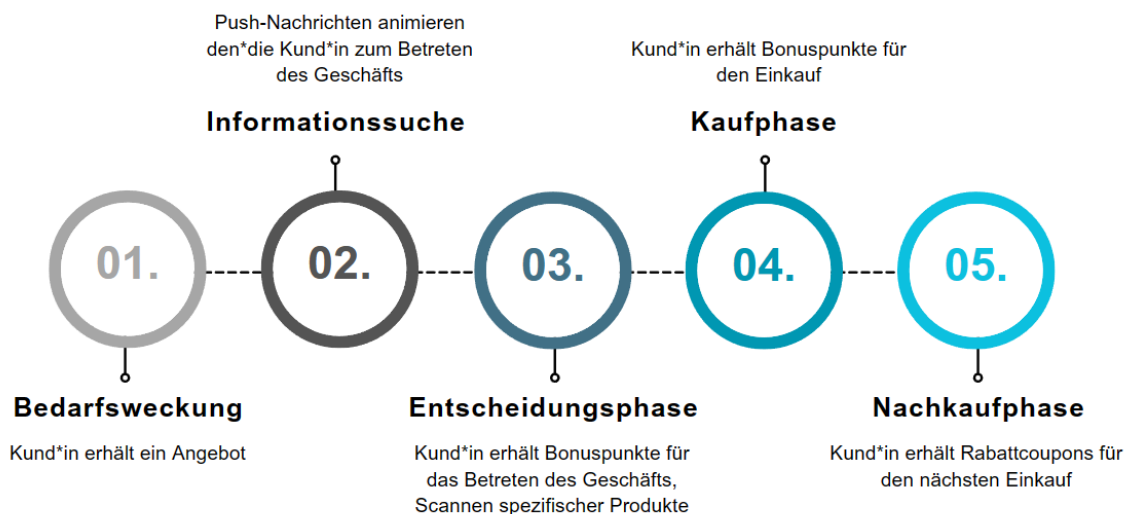 Push-Nachrichten animieren
den*die Kund*in zum Betreten
des Geschäfts
Informationssuche
Kund*in erhält Bonuspunkte für
den Einkauf
Kaufphase
01.
02.
03.
04.
05.
Bedarfsweckung
Kund*in erhält ein Angebot
Entscheidungsphase
Kund*in erhält Bonuspunkte für
das Betreten des Geschäfts,
Scannen spezifischer Produkte
Nachkaufphase
Kund*in erhält Rabattcoupons für
den nächsten Einkauf